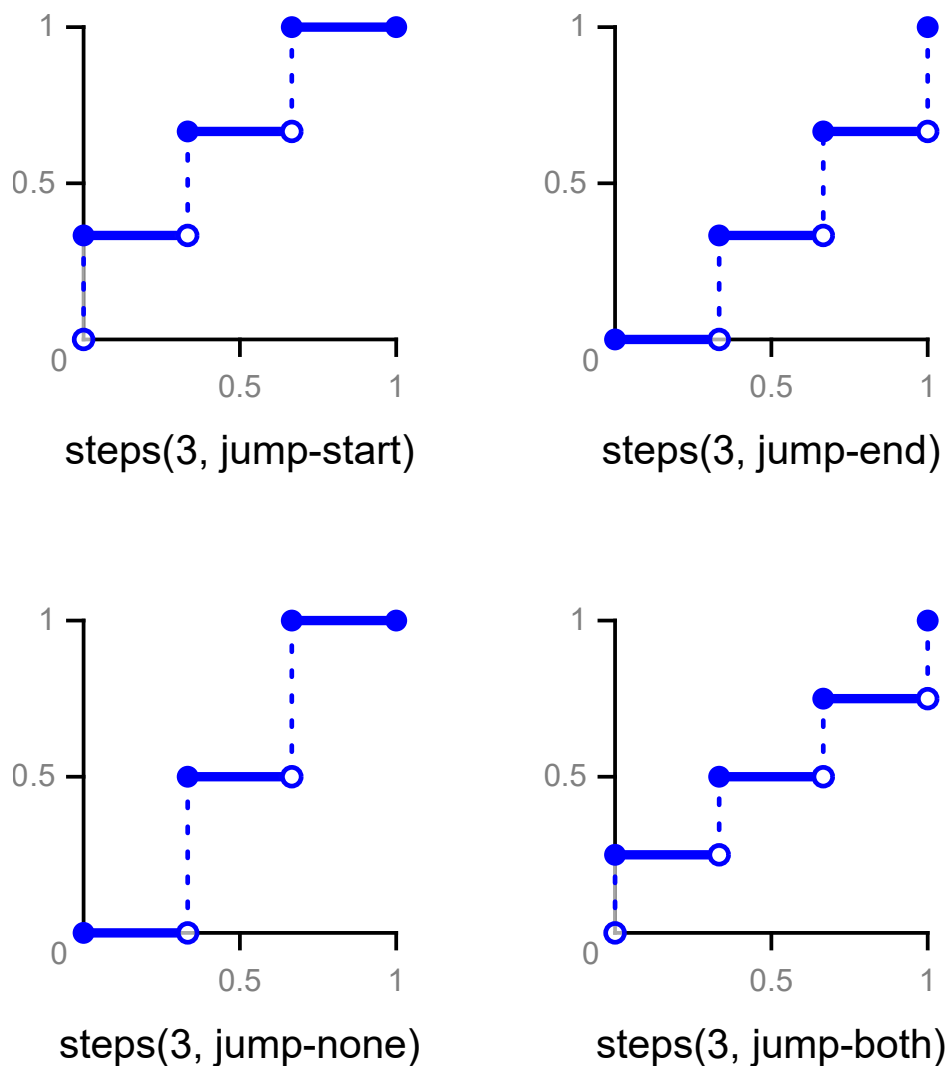 1 1
0.5 0.5
0 0
0.5 1 0.5 1
steps(3, jump-start) steps(3, jump-end)
1 1
0.5 0.5
0 0
0.5 1 0.5 1
steps(3, jump-none) steps(3, jump-both)